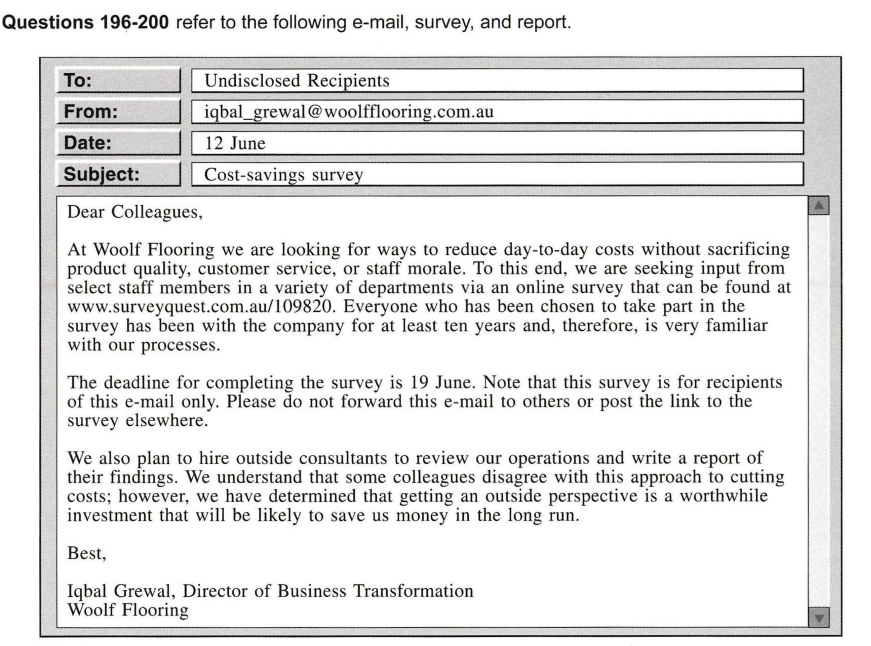 Questions 196-200 refer to the following e-mail, survey, and report.
To: Undisclosed Recipients
From: iqbal_grewal@woolfflooring.com.au
Date: 12 June
Subject: Cost-savings survey
Dear Colleagues,
At Woolf Flooring we are looking for ways to reduce day-to-day costs without sacrificing
product quality, customer service, or staff morale. To this end, we are seeking input from
select staff members in a variety of departments via an online survey that can be found at
www.surveyquest.com.au/109820. Everyone who has been chosen to take part in the
survey has been with the company for at least ten years and, therefore, is very familiar
with our processes.
The deadline for completing the survey is 19 June. Note that this survey is for recipients
of this e-mail only. Please do not forward this e-mail to others or post the link to the
survey elsewhere.
We also plan to hire outside consultants to review our operations and write a report of
their findings. We understand that some colleagues disagree with this approach to cutting
costs; however, we have determined that getting an outside perspective is a worthwhile
investment that will be likely to save us money in the long run.
Best,
Iqbal Grewal, Director of Business Transformation
Woolf Flooring